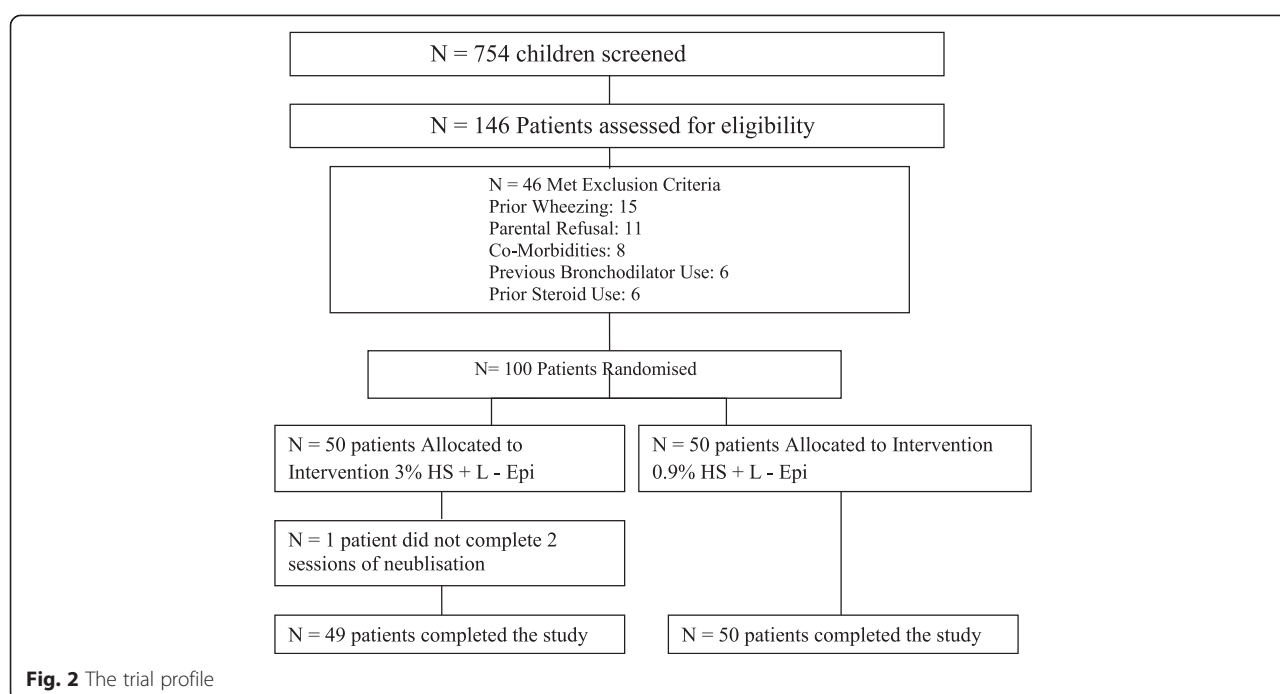 N = 754 children screened
N = 146 Patients assessed for eligibility
N = 46 Met Exclusion Criteria
Prior Wheezing: 15
Parental Refusal: 11
Co-Morbidities: 8
Previous Bronchodilator Use: 6
Prior Steroid Use: 6
N= 100 Patients Randomised
N = 50 patients Allocated to
Intervention 3% HS + L - Epi
N = 50 patients Allocated to Intervention
0.9% HS + L - Epi
N = 1 patient did not complete 2
sessions of neublisation
N = 49 patients completed the study
N = 50 patients completed the study
Fig. 2 The trial profile